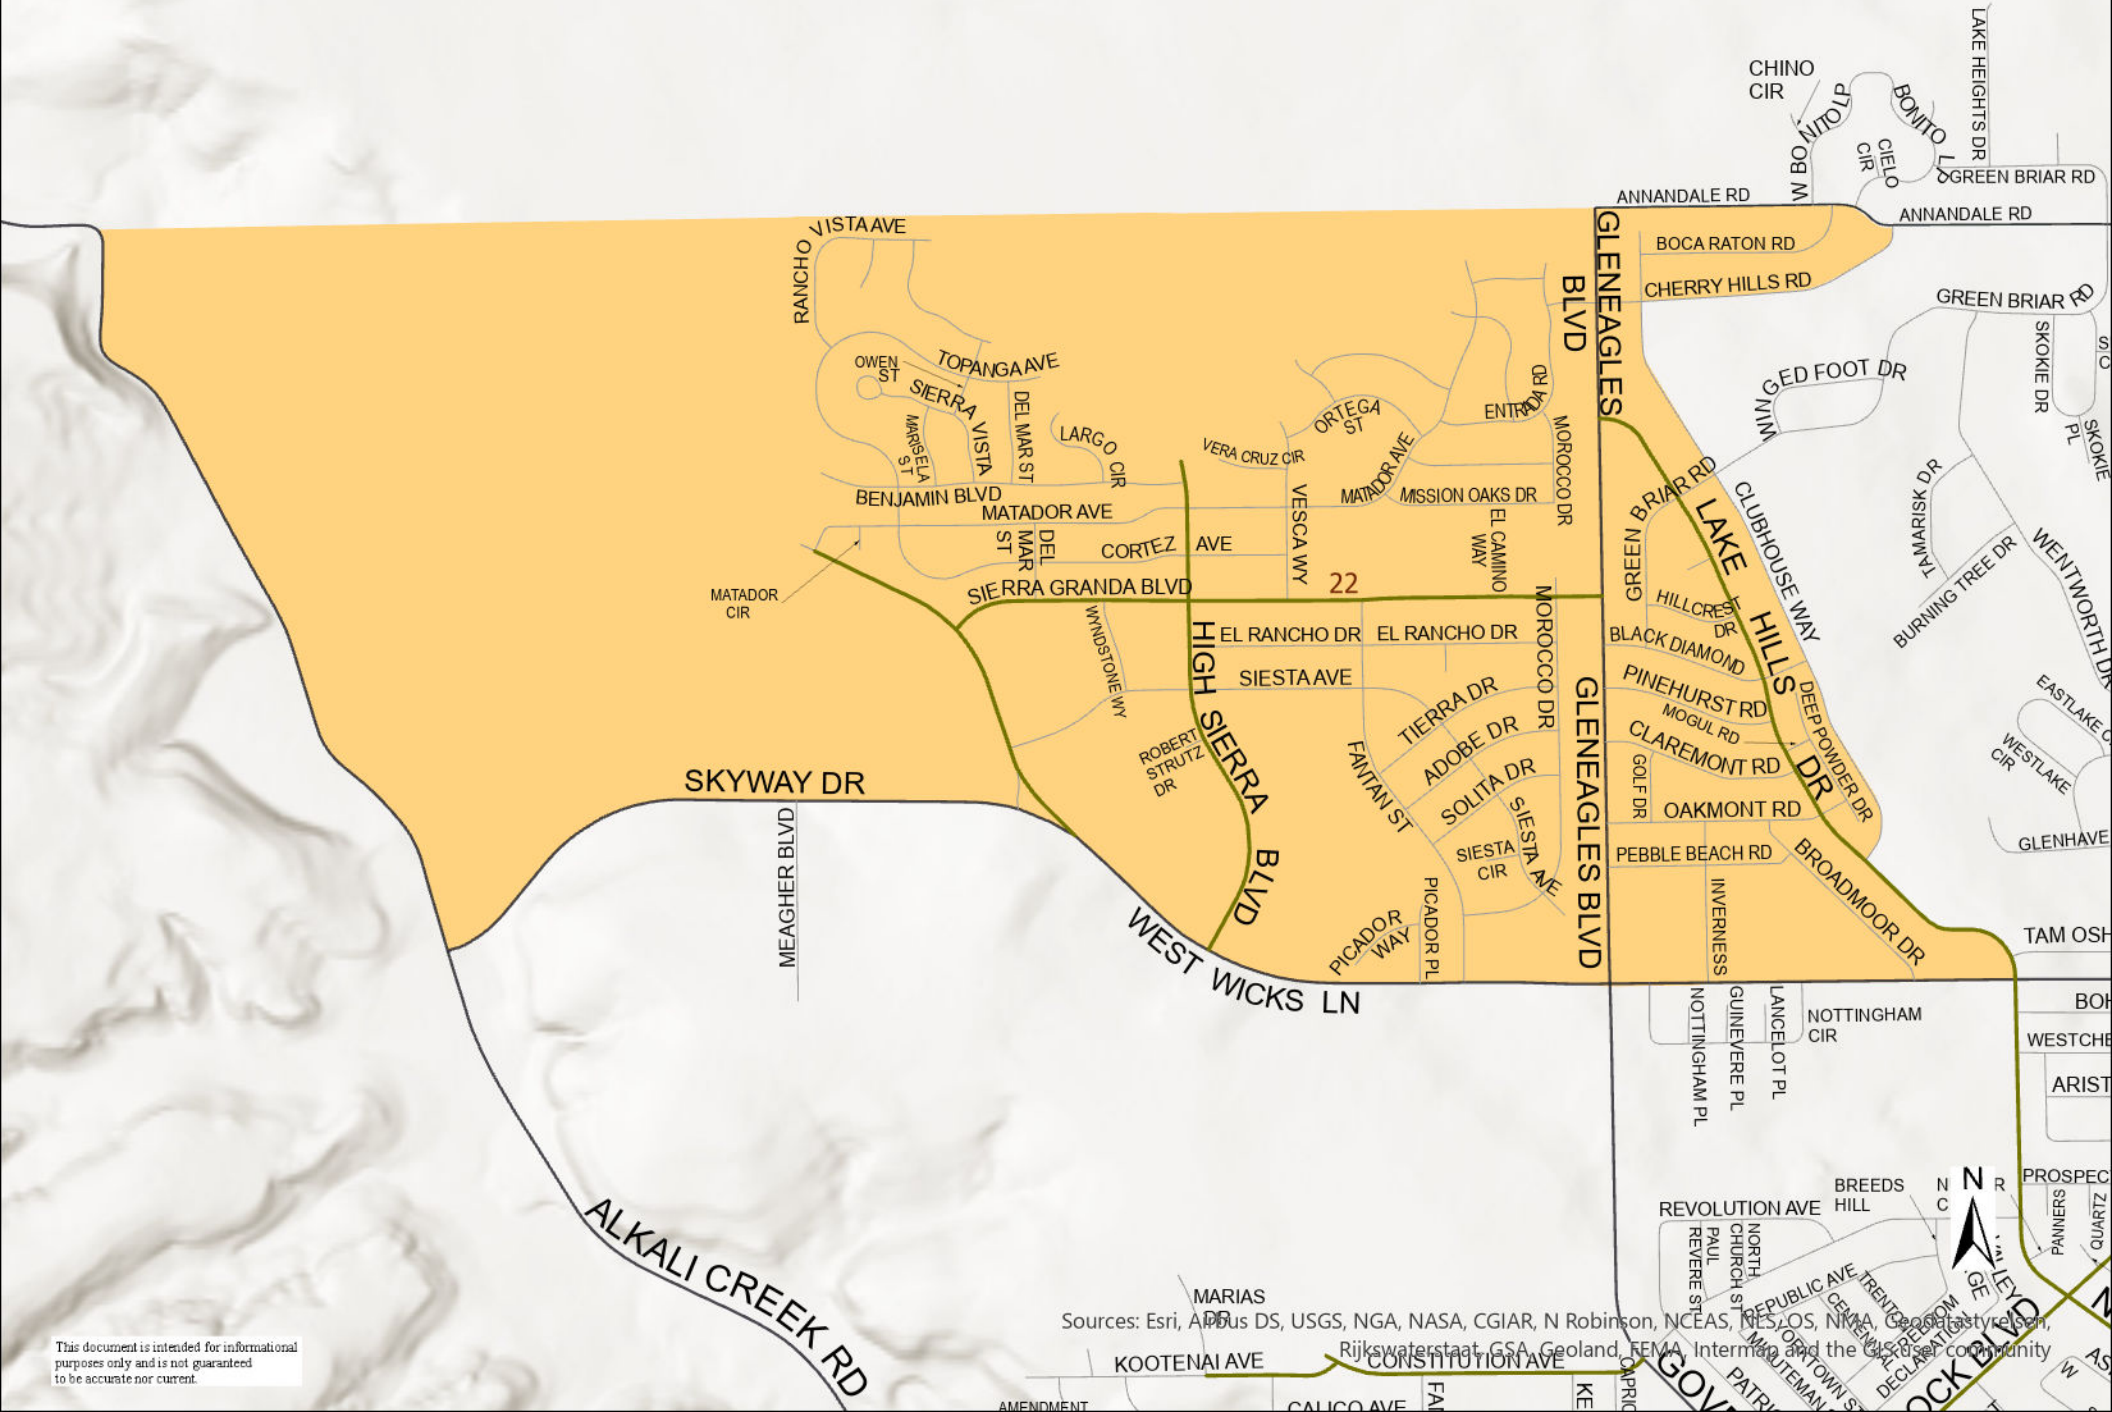 LAKE HEIGHTS DR
CHINO
CIR
W BONITO LP
BONITO L
CIELO
CIR
GREEN BRIAR RD
ANNANDALE RD
ANNANDALE RD
RANCHO VISTA AVE
GLENEAGLES
BLVD
BOCA RATON RD
CHERRY HILLS RD
GREEN BRIAR RD
SKOKIE DR
SKOKIE
PL
WINGED FOOT DR
OWEN
ST
TOPANGA AVE
SIERRA VISTA
DEL MAR ST
MARISELA
ST
LARGO CIR
VERA CRUZ CIR
ORTEGA
ST
ENTRADA RD
MOROCCO DR
MATADOR AVE
MISSION OAKS DR
BENJAMIN BLVD
MATADOR AVE
DEL
MAR
ST
CORTEZ AVE
VESCA WY
EL CAMINO
WAY
GREEN BRIAR RD
LAKE HILLS DR
CLUBHOUSE WAY
TAMARISK DR
BURNING TREE DR
WENTWORTH DR
MATADOR
CIR
SIERRA GRANDA BLVD
22
HILLCREST
DR
WYNDSTONE WY
HIGH SIERRA BLVD
EL RANCHO DR
EL RANCHO DR
MOROCCO DR
BLACK DIAMOND
SIESTA AVE
PINEHURST RD
MOGUL RD
DEEP POWDER DR
EASTLAKE C
WESTLAKE
CIR
TIERRA DR
ADOBE DR
SOLITA DR
GLENEAGLES BLVD
CLAREMONT RD
GOLF DR
ROBERT
STRUTZ
DR
FANTAN ST
SKYWAY DR
MEAGHER BLVD
OAKMONT RD
SIESTA AVE
SIESTA
CIR
PEBBLE BEACH RD
BROADMOOR DR
INVERNESS
GLENHAVE
PICADOR
WAY
PICADOR PL
TAM OSH
WEST WICKS LN
NOTTINGHAM PL
GUINEVERE PL
LANCELOT PL
NOTTINGHAM
CIR
BOH
WESTCHE
ARIST
PROSPEC
PANNERS
QUARTZ
BREEDS
HILL
N
REVOLUTION AVE
PAUL
REVERE ST
NORTH
CHURCH ST
REPUBLIC AVE
ALKALI CREEK RD
MARIAS
DR
Sources: Esri, Airbus DS, USGS, NGA, NASA, CGIAR, N Robinson, NCEAS, NLS, OS, NMA, Geodatastyrelsen,
Rijkswaterstaat, GSA, Geoland, FEMA, Intermap and the GIS user community
This document is intended for informational
purposes only and is not guaranteed
to be accurate nor current.
KOOTENAI AVE
CONSTITUTION AVE
YORKTOWN ST
MINUTEMAN
DECLARATION
PATRI
GOV
OCK BLVD
AMENDMENT
CALICO AVE
CAPRIC
KE
W
AS